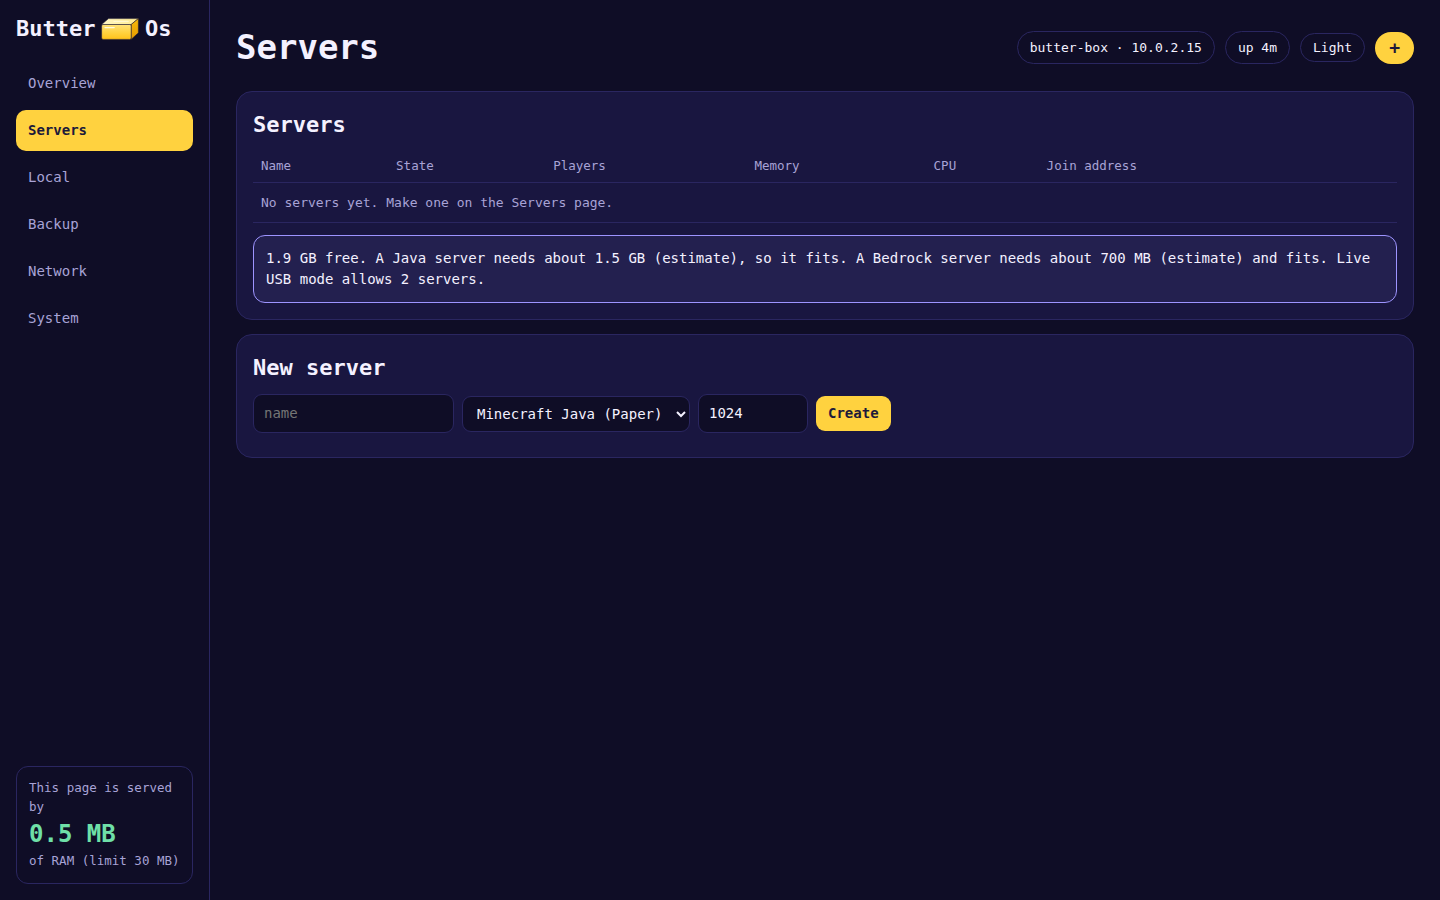 Butter Os
Overview
Servers
Local
Backup
Network
System
This page is served
by
0.5 MB
of RAM (limit 30 MB)
Servers
butter-box · 10.0.2.15
up 4m
Light
+
Servers
Name State Players Memory CPU Join address
No servers yet. Make one on the Servers page.
1.9 GB free. A Java server needs about 1.5 GB (estimate), so it fits. A Bedrock server needs about 700 MB (estimate) and fits. Live
USB mode allows 2 servers.
New server
name
Minecraft Java (Paper)
1024
Create